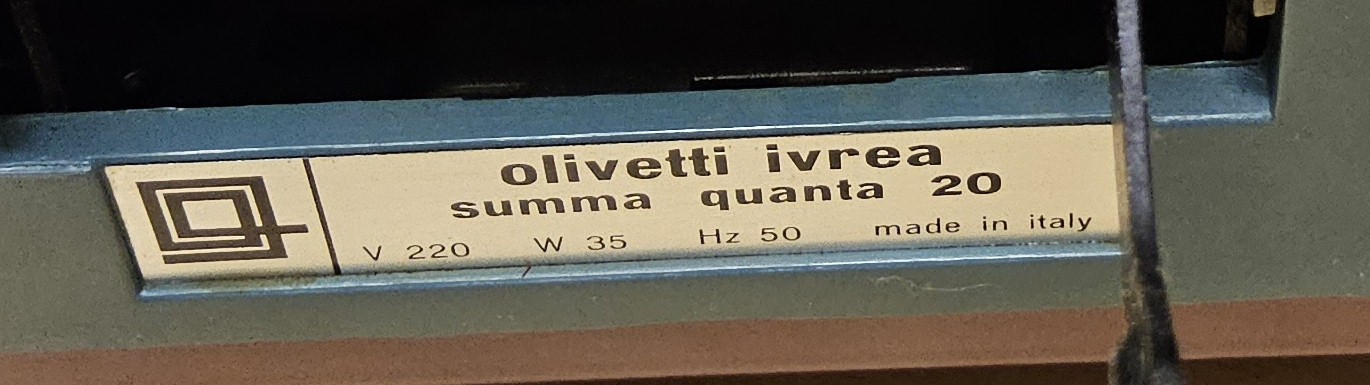 olivetti ivrea
summa quanta 20
V 220 W 35 Hz 50 made in italy